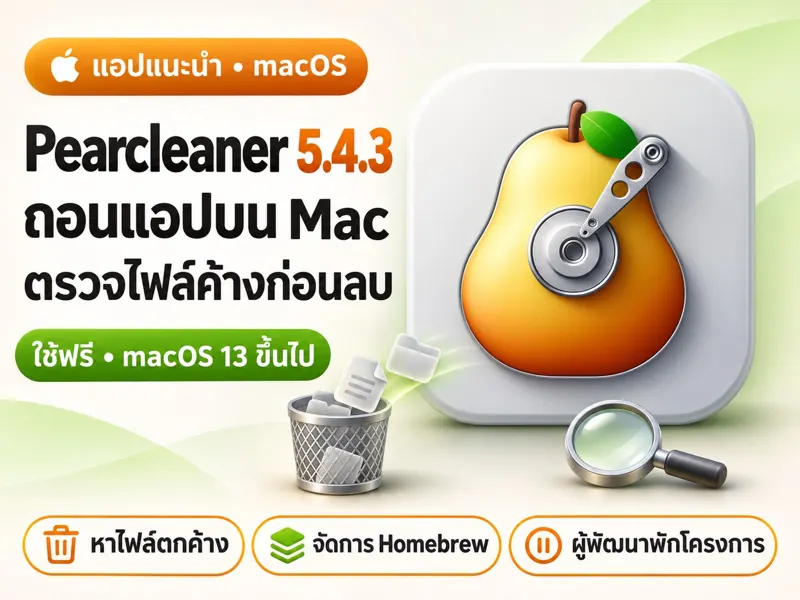 แอปแนะนำ • macOS
Pearcleaner 5.4.3
ถอนแอปบน Mac
ตรวจไฟล์ค้างก่อนลบ
ใช้ฟรี • macOS 13 ขึ้นไป
หาไฟล์ตกค้าง
จัดการ Homebrew
ผู้พัฒนาพักโครงการ